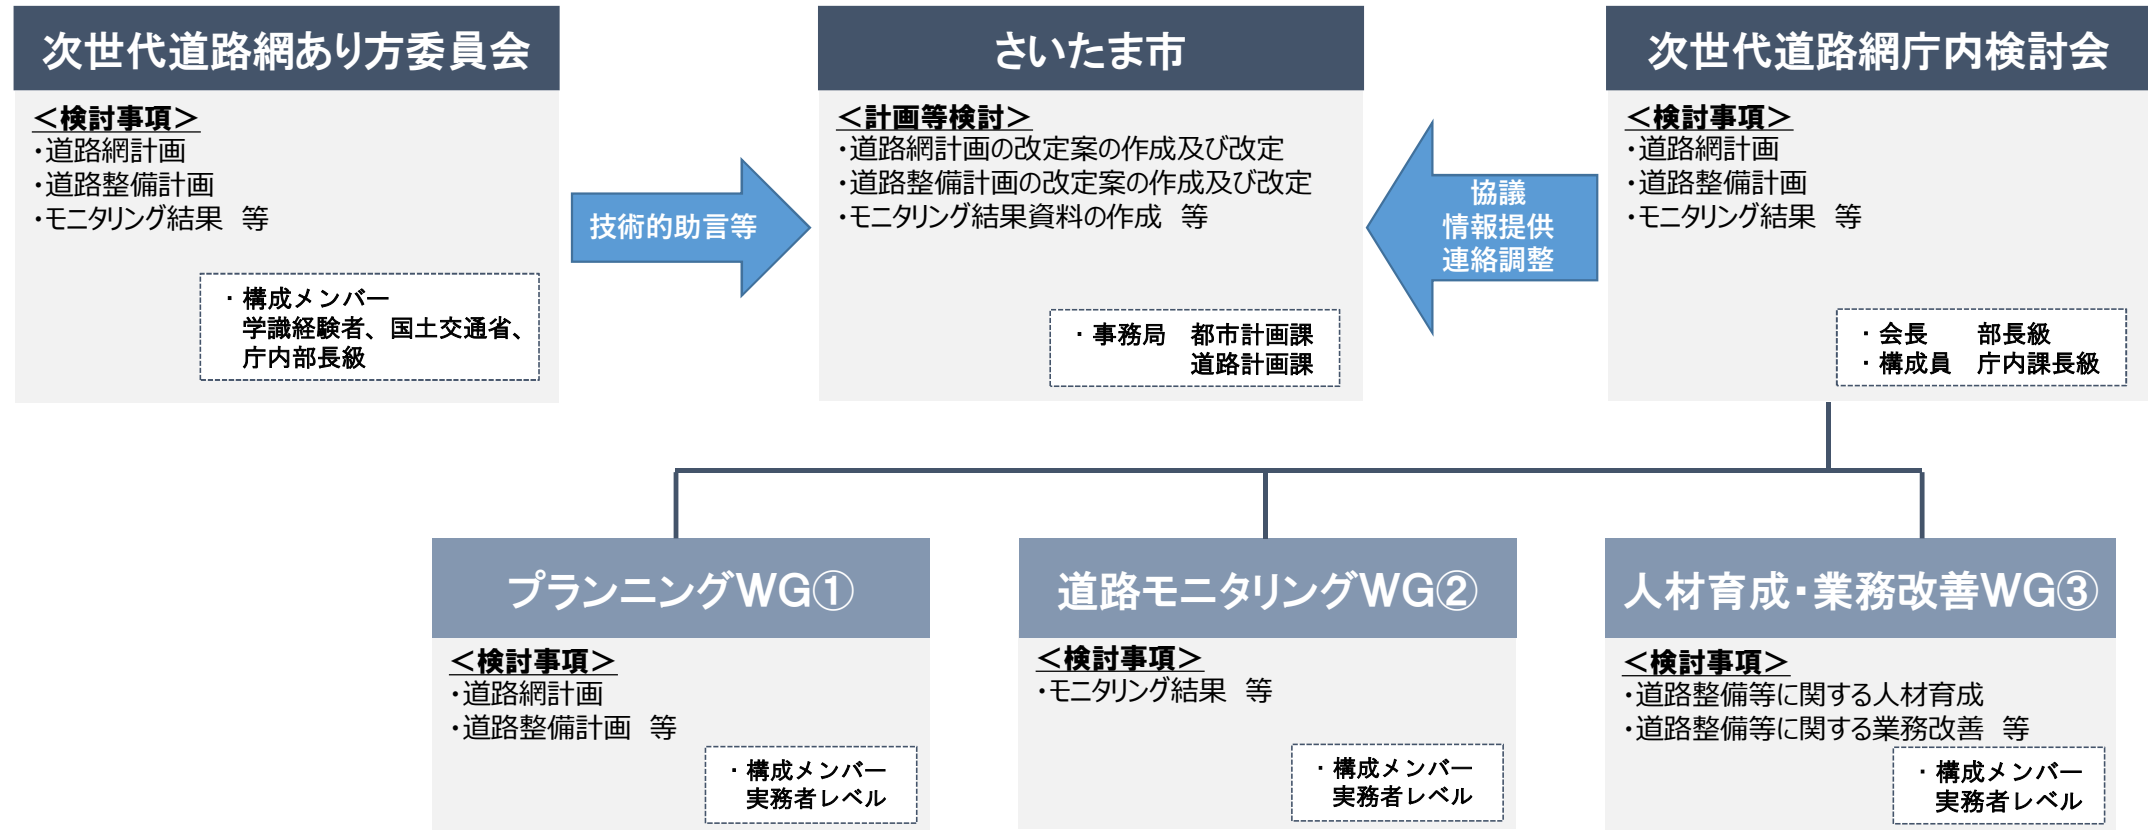 次世代道路網あり方委員会
＜検討事項＞
・道路網計画
・道路整備計画
・モニタリング結果　等
・構成メンバー
学識経験者、国土交通省、
庁内部長級
技術的助言等
さいたま市
＜計画等検討＞
・道路網計画の改定案の作成及び改定
・道路整備計画の改定案の作成及び改定
・モニタリング結果資料の作成　等
・事務局　都市計画課
道路計画課
協議
情報提供
連絡調整
次世代道路網庁内検討会
＜検討事項＞
・道路網計画
・道路整備計画
・モニタリング結果　等
・会長　　部長級
・構成員　庁内課長級
プランニングWG①
＜検討事項＞
・道路網計画
・道路整備計画　等
・構成メンバー
実務者レベル
道路モニタリングWG②
＜検討事項＞
・モニタリング結果　等
・構成メンバー
実務者レベル
人材育成・業務改善WG③
＜検討事項＞
・道路整備等に関する人材育成
・道路整備等に関する業務改善　等
・構成メンバー
実務者レベル